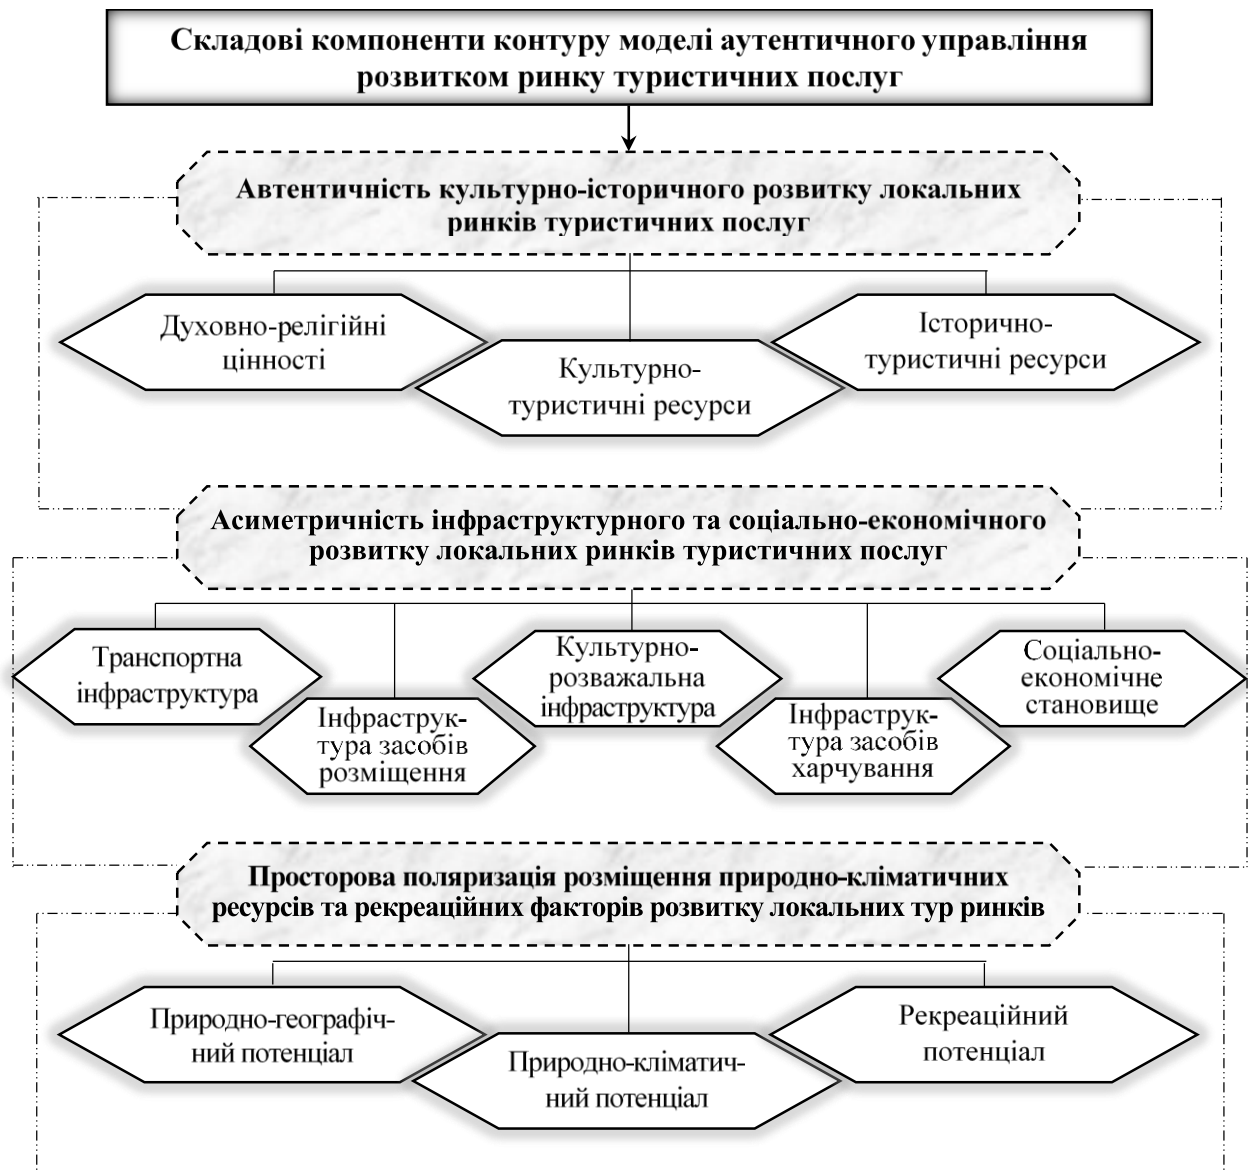 Складові компоненти контуру моделі аутентичного управління
розвитком ринку туристичних послуг
Автентичність культурно-історичного розвитку локальних
ринків туристичних послуг
Духовно-релігійні
цінності
Культурно-
туристичні ресурси
Історично-
туристичні ресурси
Асиметричність інфраструктурного та соціально-економічного
розвитку локальних ринків туристичних послуг
Транспортна
інфраструктура
Інфраструк-
тура засобів
розміщення
Культурно-
розважальна
інфраструктура
Інфраструк-
тура засобів
харчування
Соціально-
економічне
становище
Просторова поляризація розміщення природно-кліматичних
ресурсів та рекреаційних факторів розвитку локальних тур ринків
Природно-географіч-
ний потенціал
Природно-кліматич-
ний потенціал
Рекреаційний
потенціал